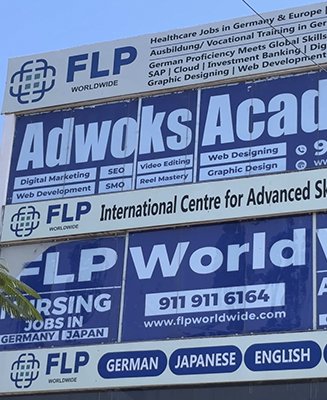 FLP
WORLDWIDE
Healthcare Jobs in Germany & Europe |
Ausbildung/ Vocational Training in Ger
German Proficiency Meets Global Skills
SAP | Cloud | Investment Banking | Digi
Graphic Designing | Web Development
Adwoks Acad
Digital Marketing SEO Video Editing Web Designing
Web Development SMO Reel Mastery Graphic Design
FLP
WORLDWIDE
International Centre for Advanced Sk
FLP World
NURSING
JOBS IN
GERMANY JAPAN
911 911 6164
www.flpworldwide.com
FLP
WORLDWIDE
GERMAN JAPANESE ENGLISH